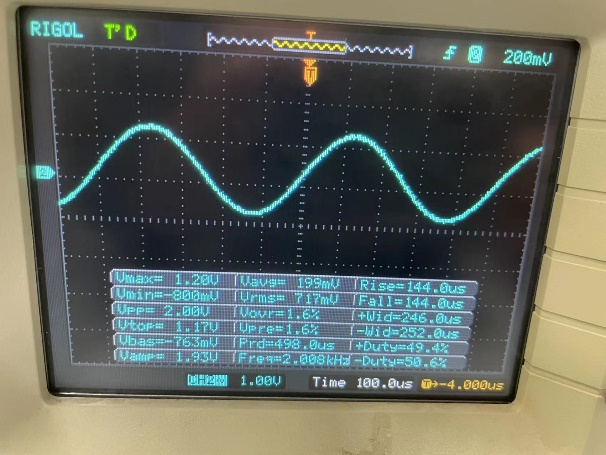 RIGOL T'D T 2 200mV
T
2
Vmax= 1.20V Vavg= 199mV Rise=144.0us
Vmin=-800mV Vrms= 717mV Fall=144.0us
Vpp= 2.00V Vovr=1.6% +Wid=246.0us
Vtop= 1.17V Vpre=1.6% -Wid=252.0us
Vbas=-763mV Prd=498.0us +Duty=49.4%
Vamp= 1.93V Freq=2.008kHz -Duty=50.6%
CH2 1.00V Time 100.0us T→-4.000us